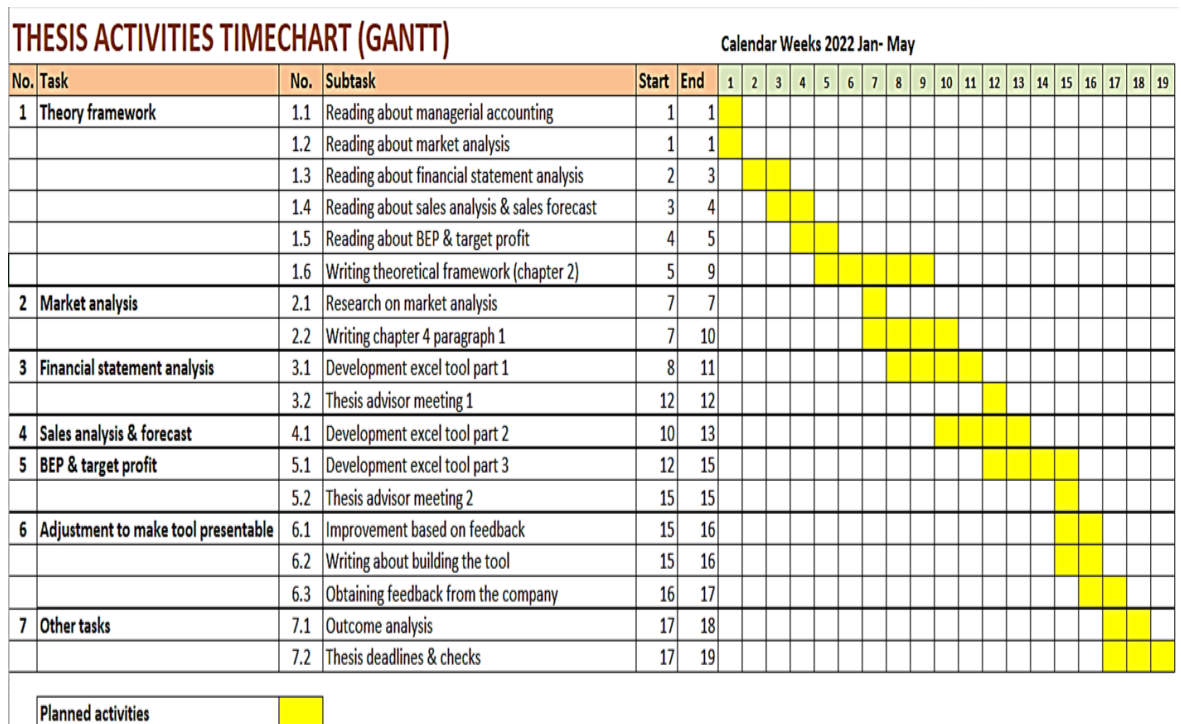 THESIS ACTIVITIES TIMECHART (GANTT)
Calendar Weeks 2022 Jan- May
No. Task No. Subtask Start End 1 2 3 4 5 6 7 8 9 10 11 12 13 14 15 16 17 18 19
1 Theory framework 1.1 Reading about managerial accounting 1 1
1.2 Reading about market analysis 1 1
1.3 Reading about financial statement analysis 2 3
1.4 Reading about sales analysis & sales forecast 3 4
1.5 Reading about BEP & target profit 4 5
1.6 Writing theoretical framework (chapter 2) 5 9
2 Market analysis 2.1 Research on market analysis 7 7
2.2 Writing chapter 4 paragraph 1 7 10
3 Financial statement analysis 3.1 Development excel tool part 1 8 11
3.2 Thesis advisor meeting 1 12 12
4 Sales analysis & forecast 4.1 Development excel tool part 2 10 13
5 BEP & target profit 5.1 Development excel tool part 3 12 15
5.2 Thesis advisor meeting 2 15 15
6 Adjustment to make tool presentable 6.1 Improvement based on feedback 15 16
6.2 Writing about building the tool 15 16
6.3 Obtaining feedback from the company 16 17
7 Other tasks 7.1 Outcome analysis 17 18
7.2 Thesis deadlines & checks 17 19
Planned activities